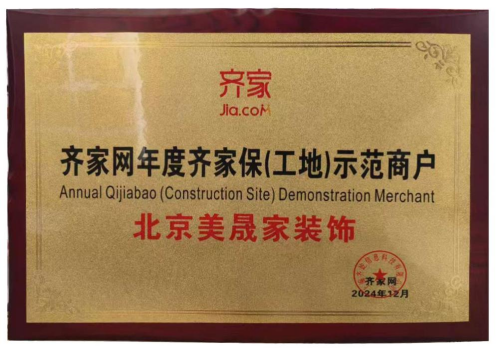 齐家
Jia.com
齐家网年度齐家保(工地)示范商户
Annual Qijiabao (Construction Site) Demonstration Merchant
北京美晟家装饰
齐家网
2024年12月